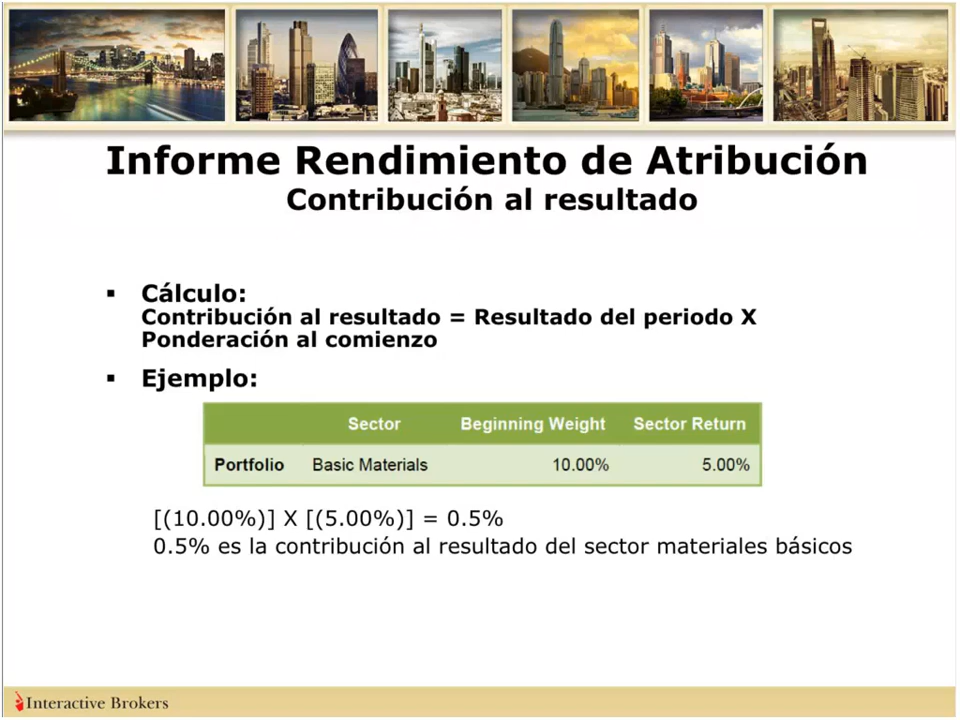 Informe Rendimiento de Atribución
Contribución al resultado
▪ Cálculo:
Contribución al resultado = Resultado del periodo X
Ponderación al comienzo
▪ Ejemplo:
Sector Beginning Weight Sector Return
Portfolio Basic Materials 10.00% 5.00%
[(10.00%)] X [(5.00%)] = 0.5%
0.5% es la contribución al resultado del sector materiales básicos
Interactive Brokers